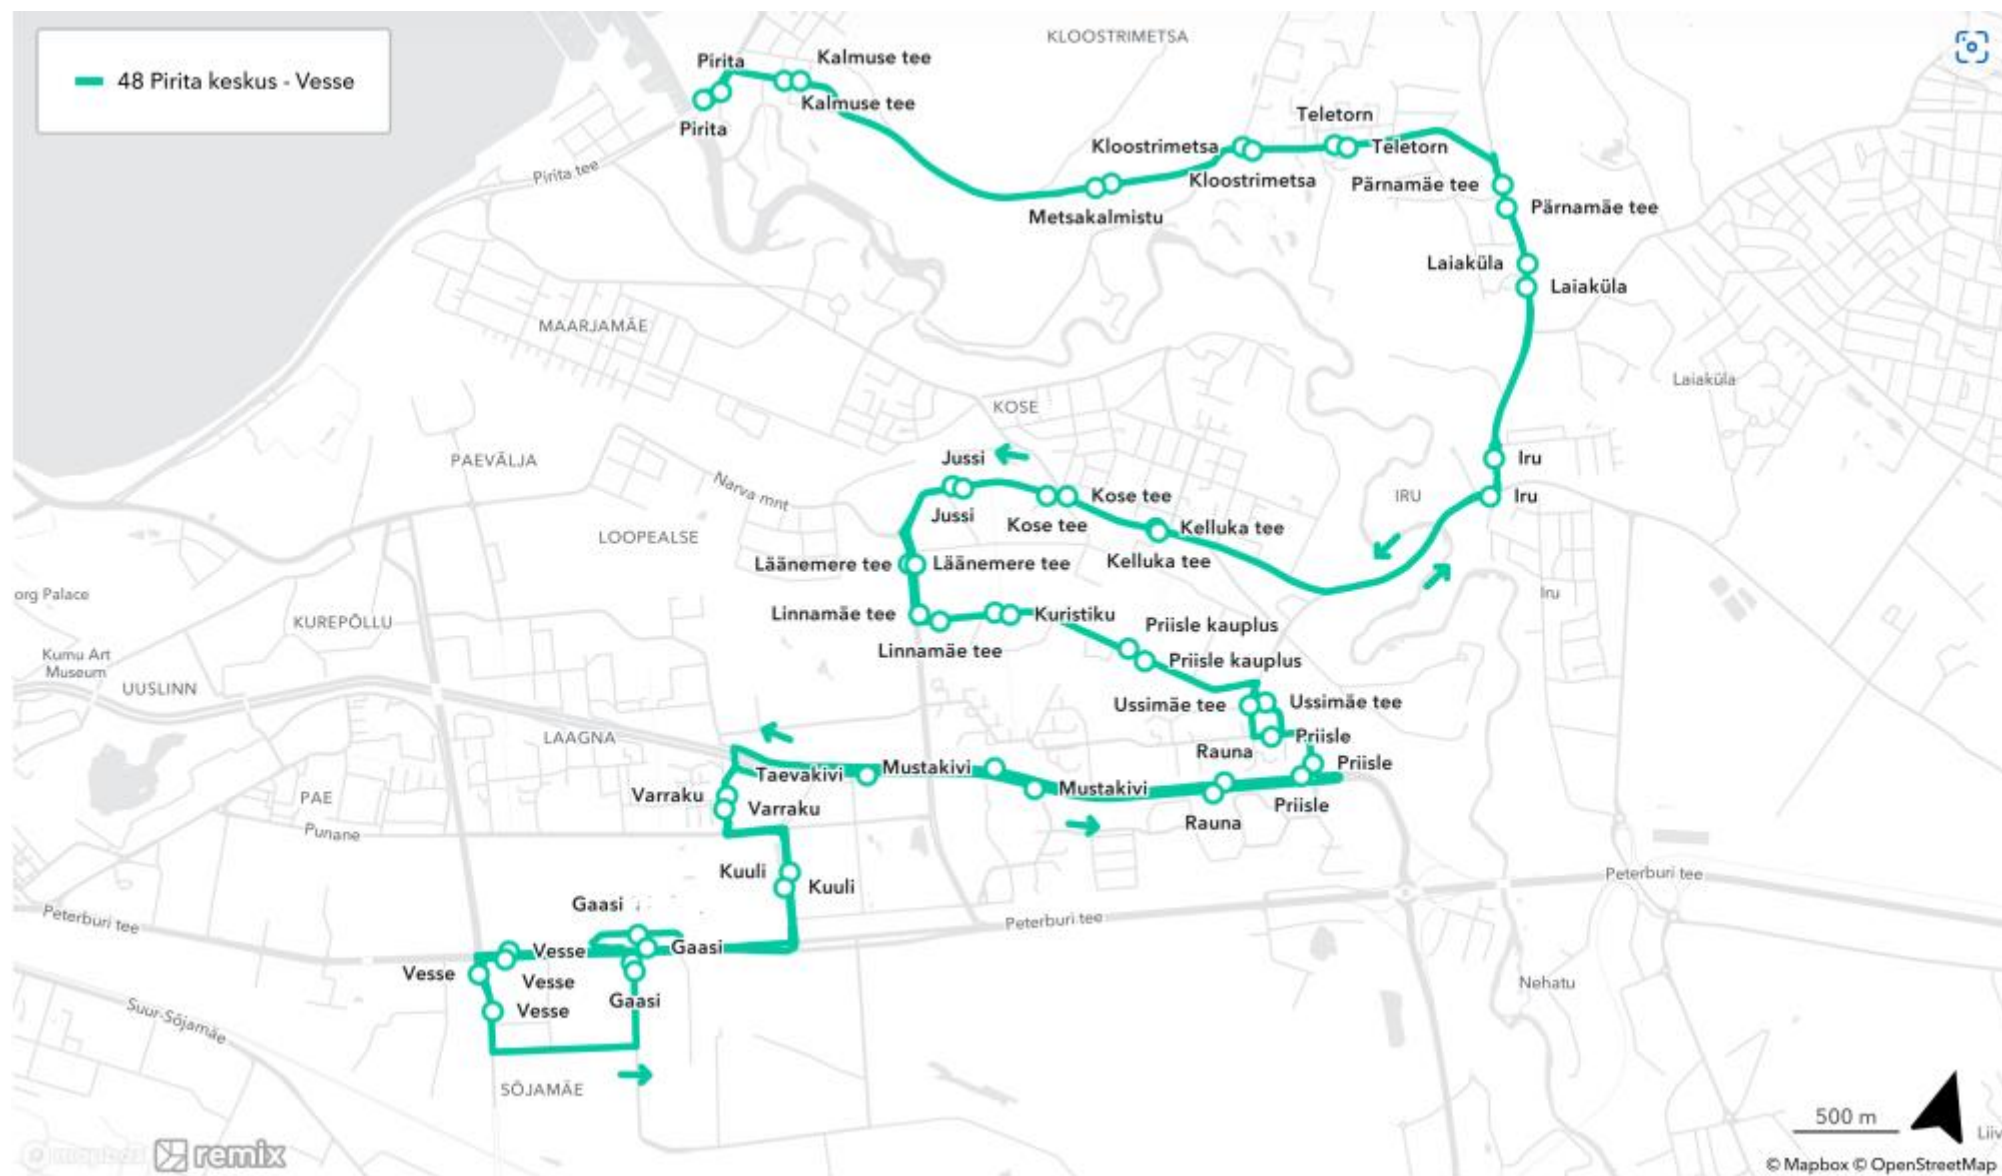 48 Pirita keskus - Vesse
KLOOSTRIMETSA
Pirita
Kalmuse tee
Kalmuse tee
Pirita
Teletorn
Kloostrimetsa
Teletorn
Pirita tee
Kloostrimetsa
Pärnamäe tee
Metsakalmistu
Pärnamäe tee
Laiaküla
Laiaküla
MAARJAMÄE
Laiaküla
KOSE
PAEVÄLJA
Jussi
Iru
Narva mnt
Kose tee
IRU
Iru
Jussi
Kose tee
Kelluka tee
LOOPEALSE
Läänemere tee
Läänemere tee
Kelluka tee
org Palace
Iru
KUREPÕLLU
Linnamäe tee
Kuristiku
Priisle kauplus
Linnamäe tee
Kumu Art
Museum
Priisle kauplus
UUSLINN
Ussimäe tee
Ussimäe tee
LAAGNA
Rauna
Priisle
Taevakivi
Mustakivi
Priisle
PAE
Varraku
Varraku
Mustakivi
Priisle
Punane
Rauna
Kuuli
Kuuli
Peterburi tee
Gaasi
Peterburi tee
Peterburi tee
Vesse
Gaasi
Vesse
Vesse
Gaasi
Vesse
Nehatu
Suur-Sõjamäe
SÕJAMÄE
500 m
Liiv
mapbox
remix
© Mapbox © OpenStreetMap